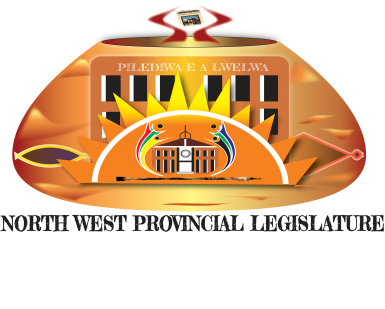 PILEDIWA E A LWELWA
NORTH WEST PROVINCIAL LEGISLATURE